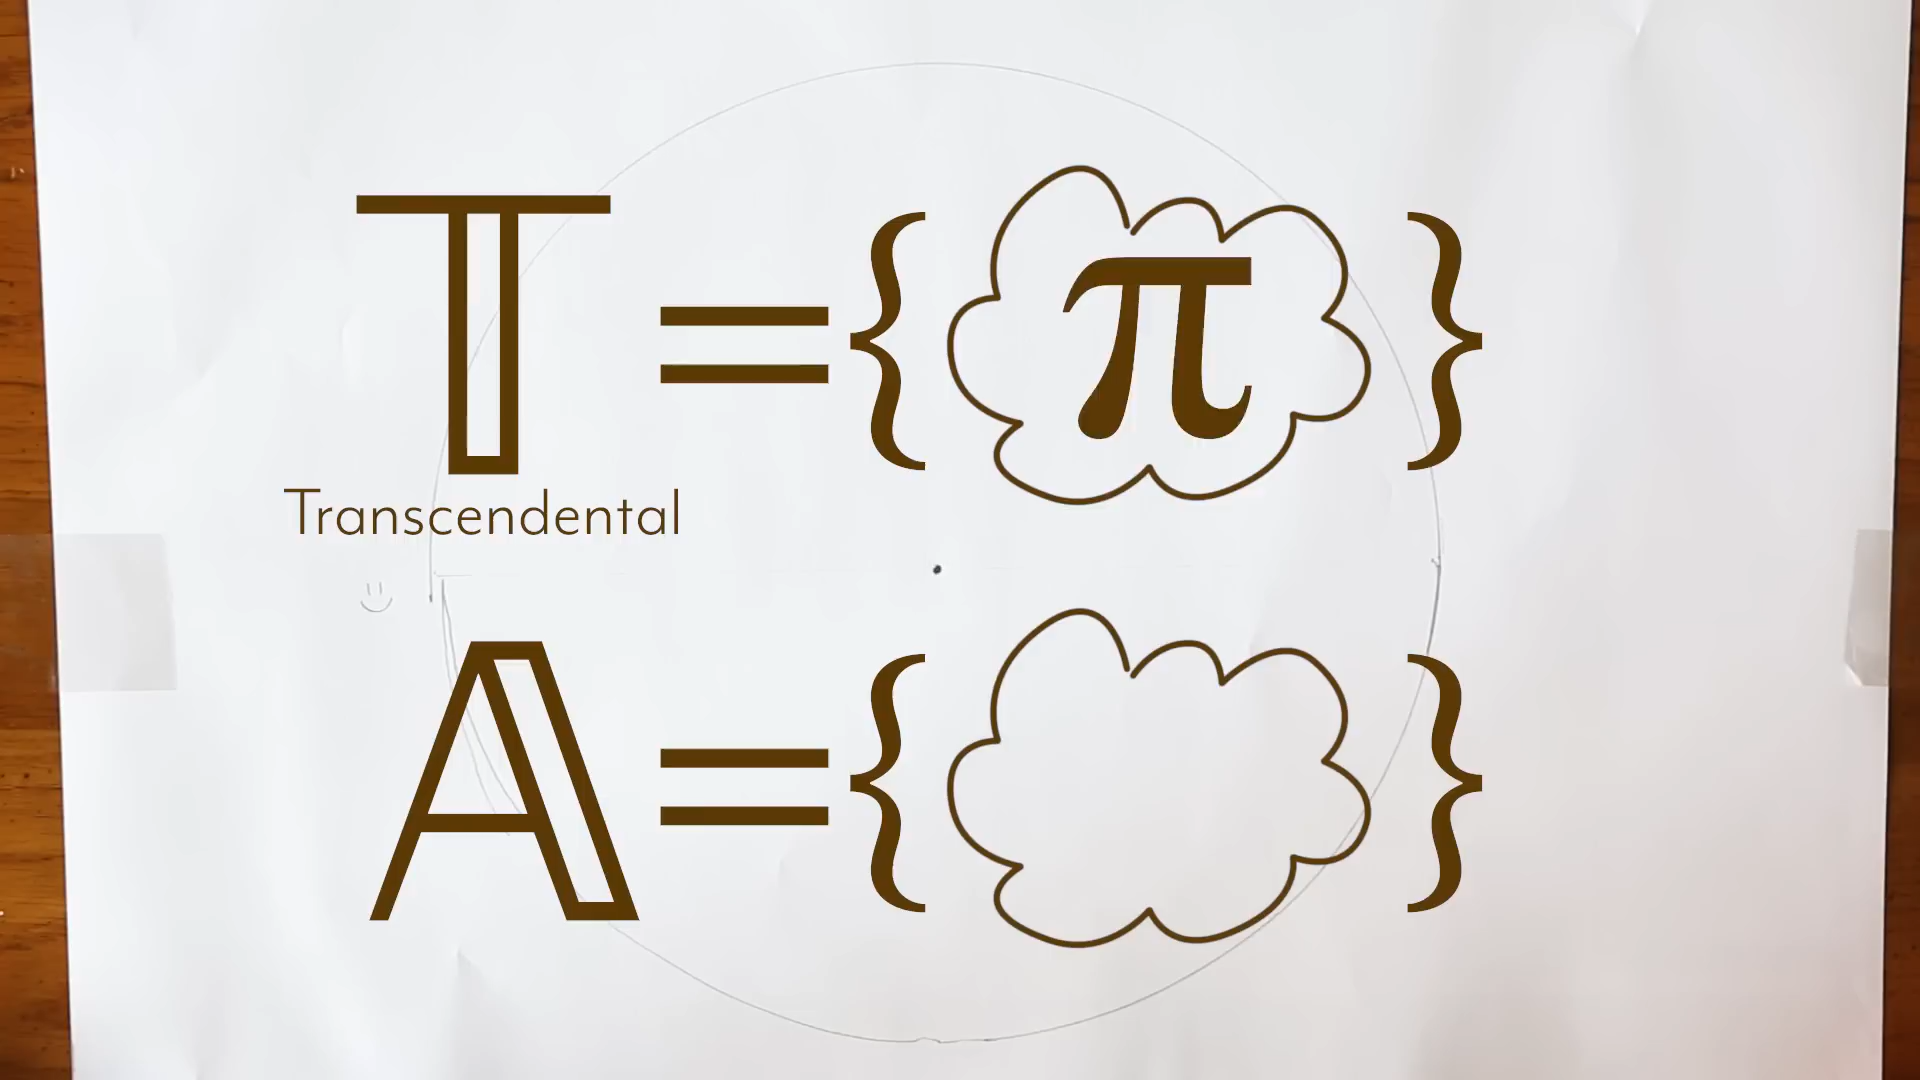 𝕋 = { π }
Transcendental
𝔸 = { }